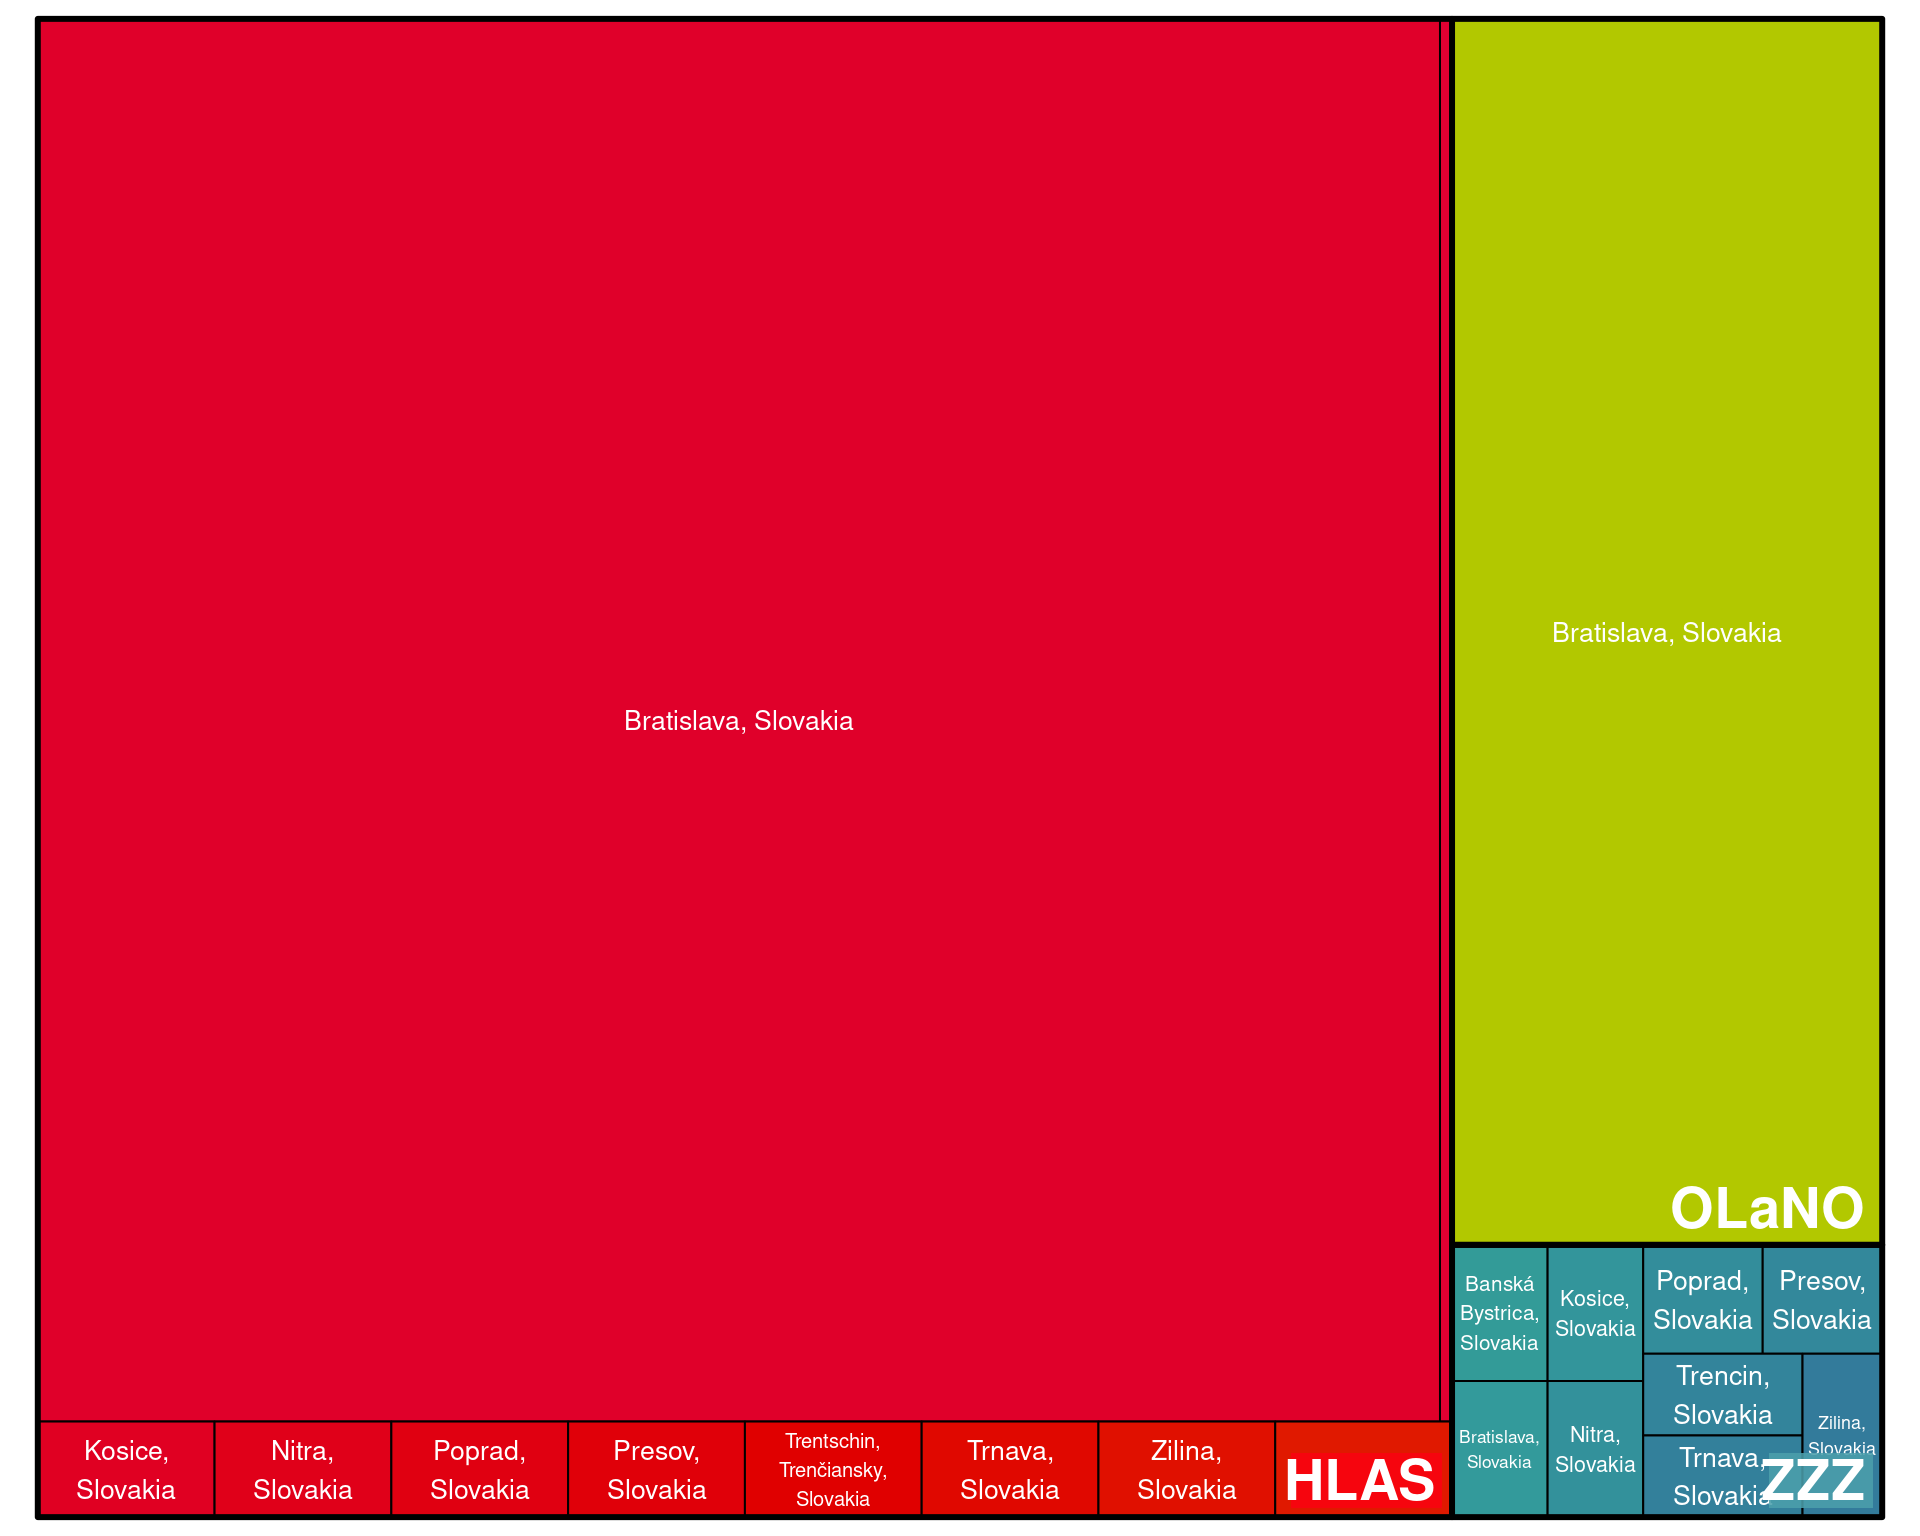 Bratislava, Slovakia
Kosice,
Slovakia
Nitra,
Slovakia
Poprad,
Slovakia
Presov,
Slovakia
Trentschin,
Trenčiansky,
Slovakia
Trnava,
Slovakia
Zilina,
Slovakia
HLAS
Bratislava, Slovakia
OLaNO
Banská
Bystrica,
Slovakia
Kosice,
Slovakia
Poprad,
Slovakia
Presov,
Slovakia
Bratislava,
Slovakia
Nitra,
Slovakia
Trencin,
Slovakia
Trnava,
Slovakia
Zilina,
Slovakia
ZZZ